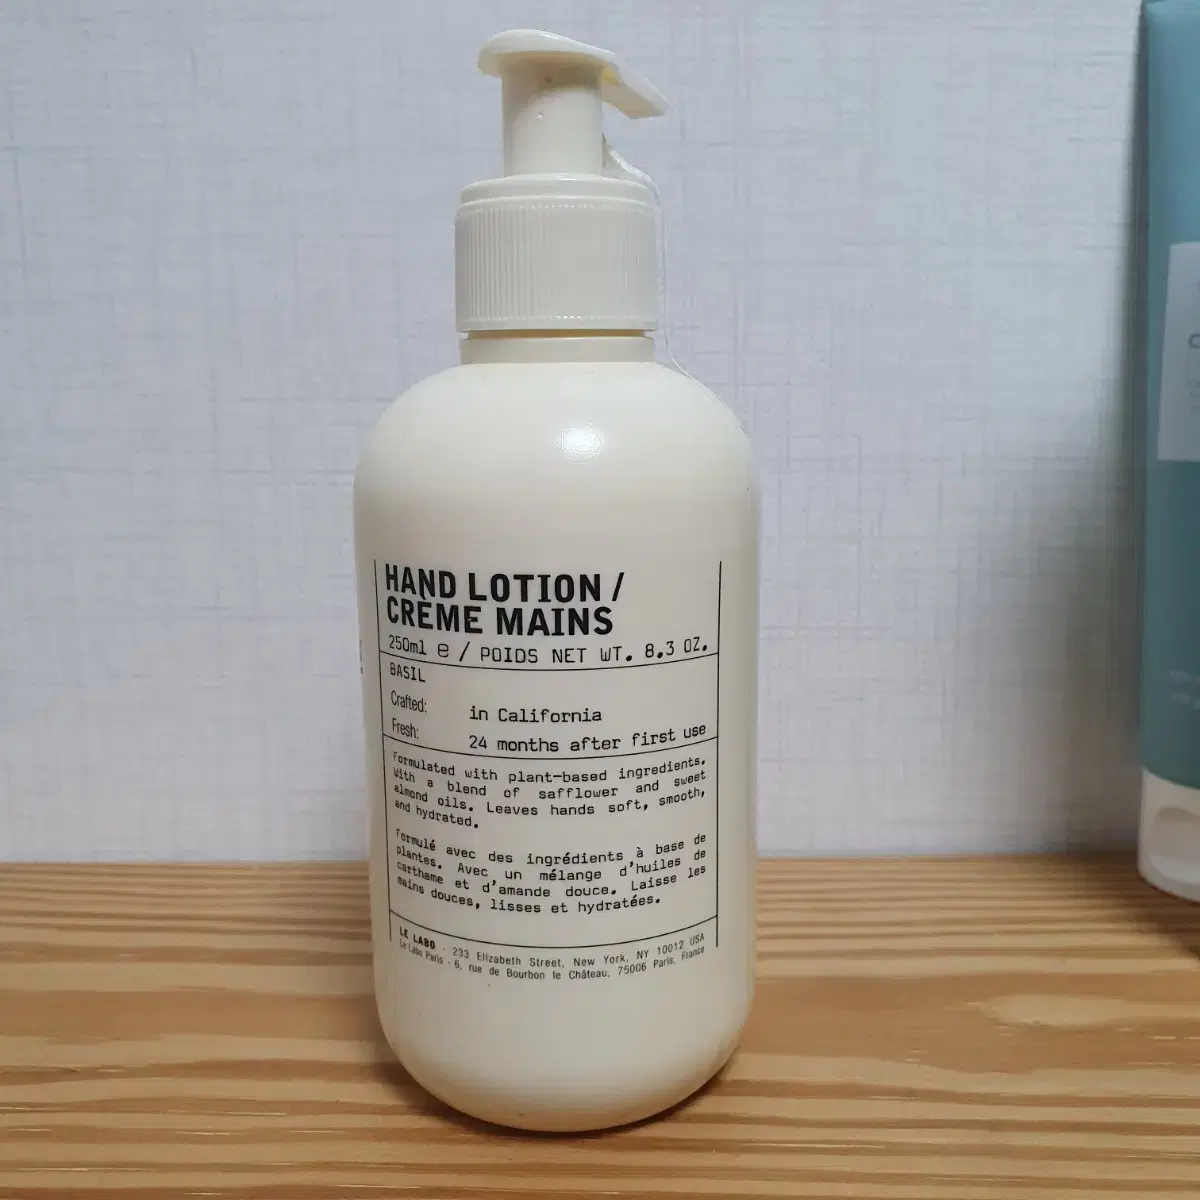 HAND LOTION /
CRÈME MAINS
250ml e / POIDS NET WT. 8.3 OZ.
BASIL
Crafted: in California
Fresh: 24 months after first use
Formulated with plant-based ingredients.
With a blend of safflower and sweet
almond oils. Leaves hands soft, smooth,
and hydrated.
Formulé avec des ingrédients à base de
plantes. Avec un mélange d'huiles de
carthame et d'amande douce. Laisse les
mains douces, lisses et hydratées.
LE LABO - 233 Elizabeth Street, New York, NY 10012 USA
Le Labo Paris - 6, rue de Bourbon le Château, 75006 Paris, France